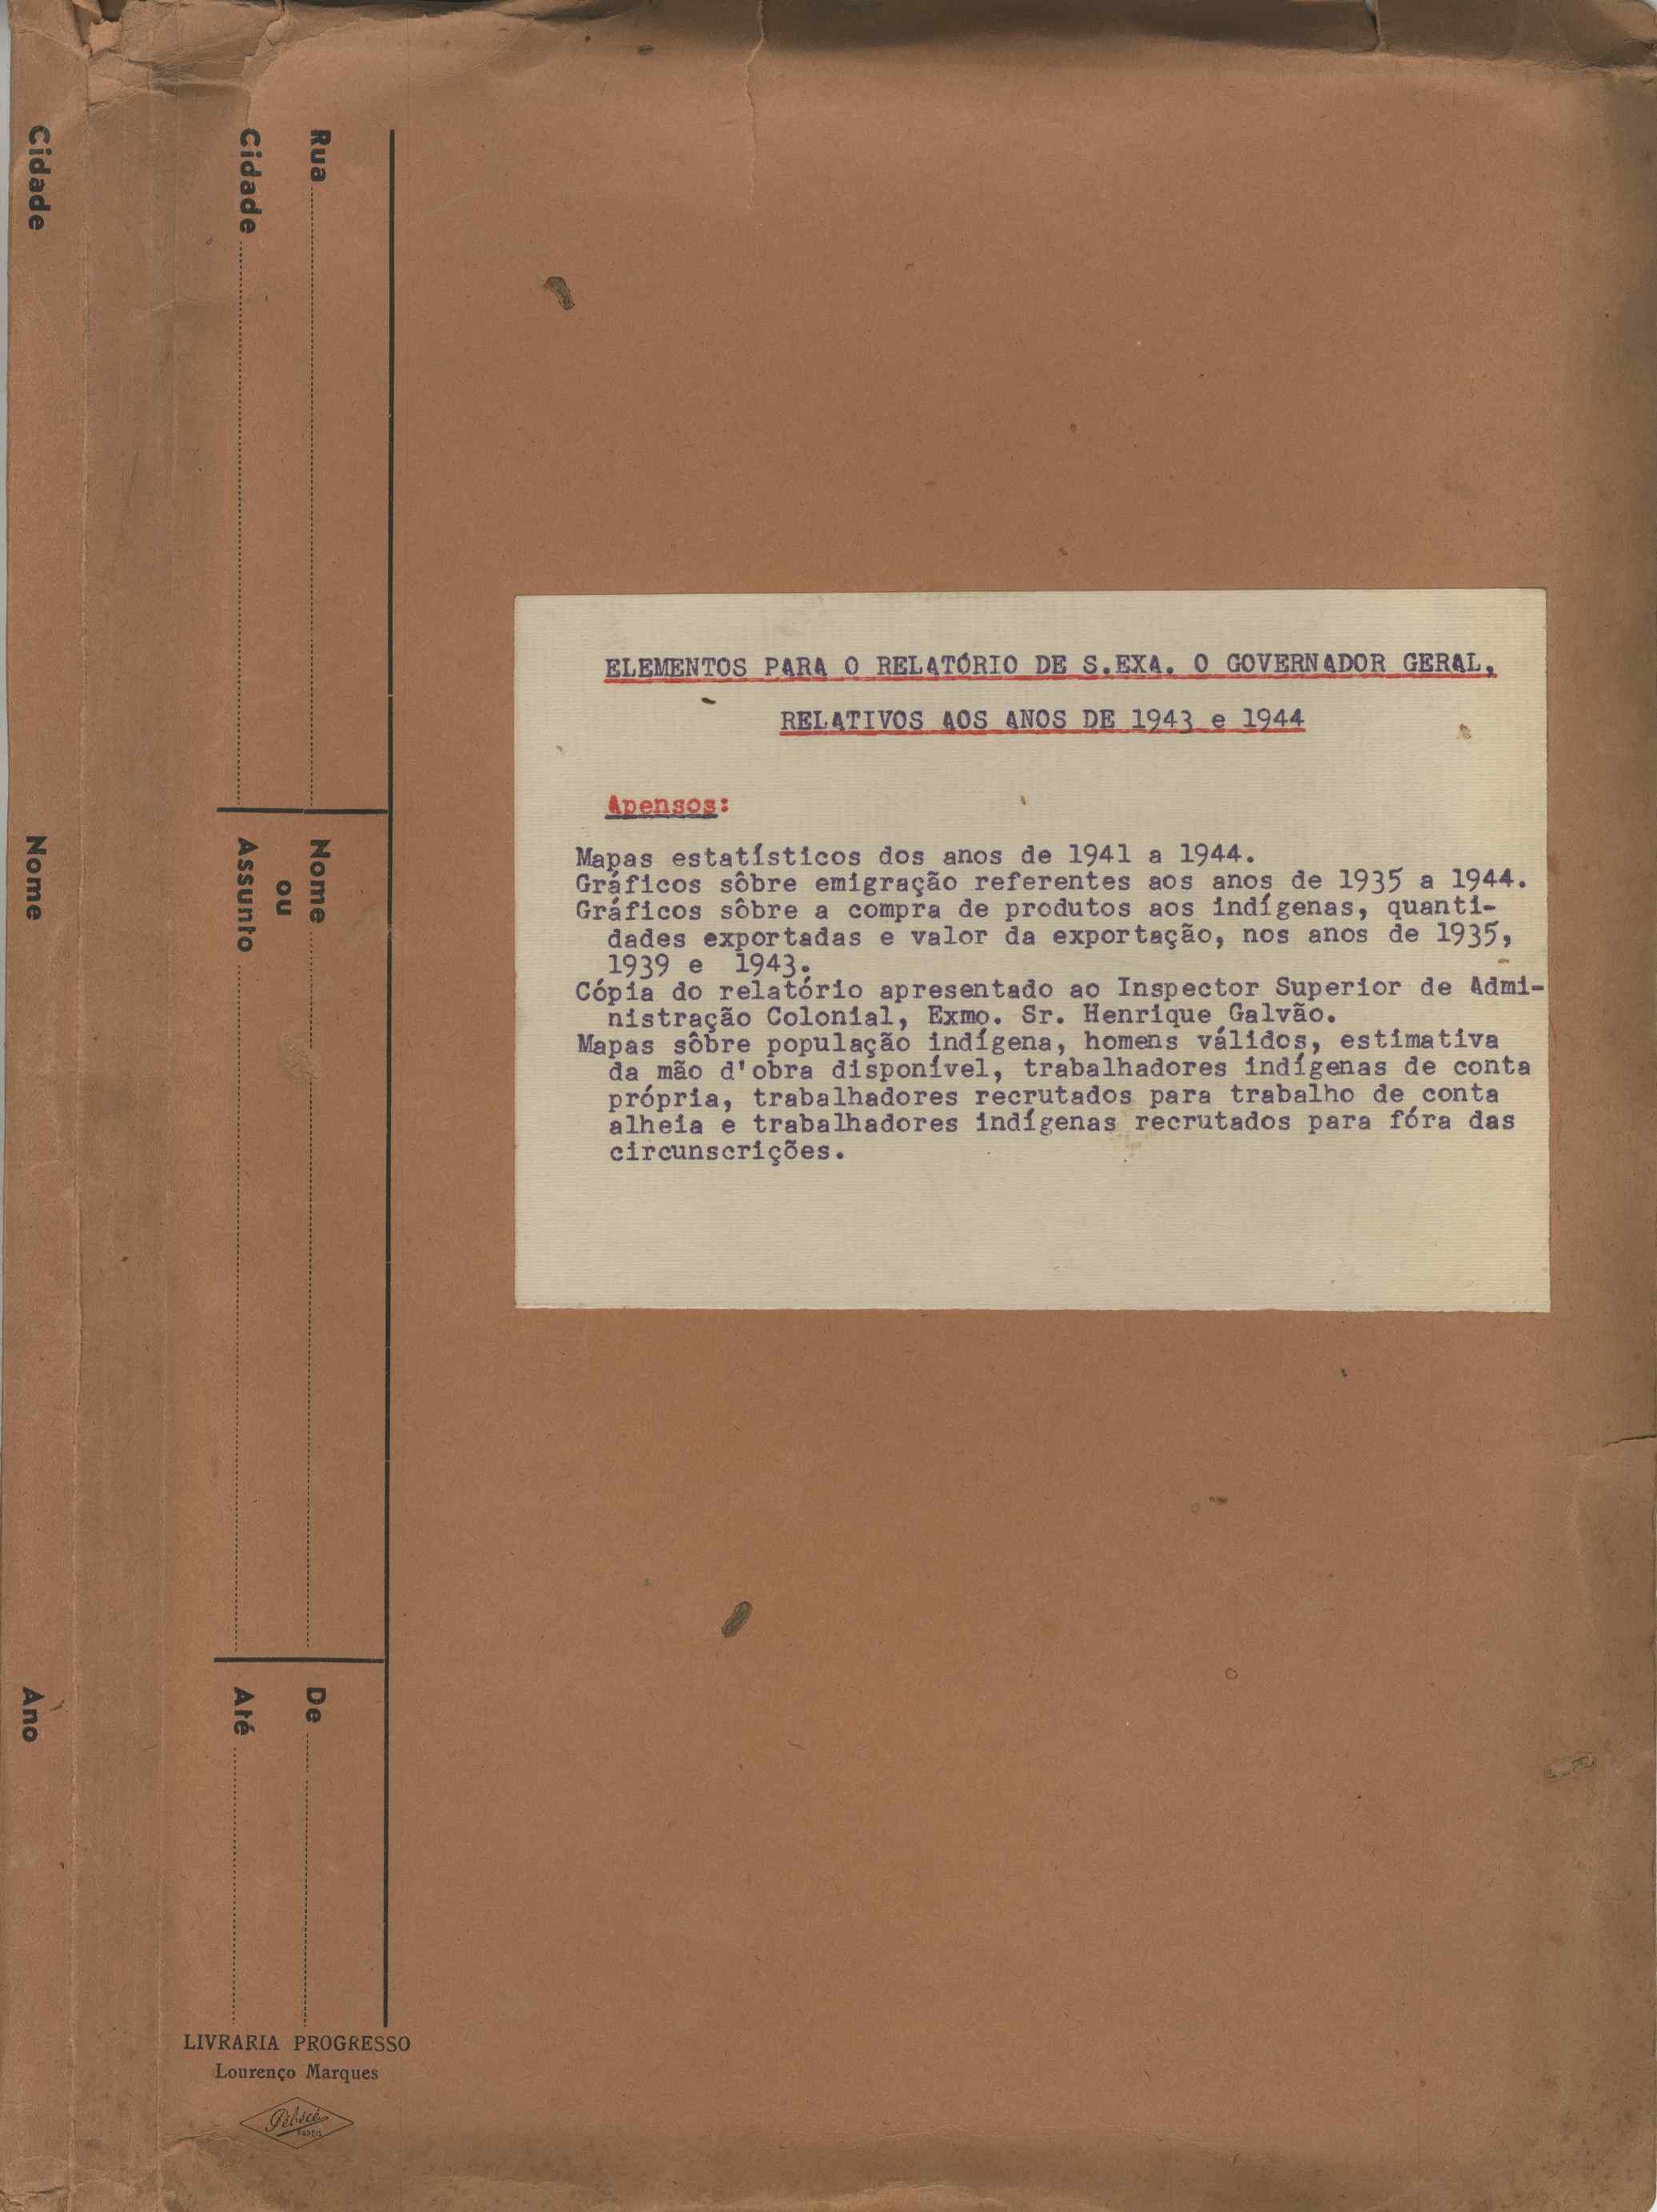 Cidade
Nome
Ano
Rua
Cidade
Nome
ou
Assunto
De
Até
ELEMENTOS PARA O RELATÓRIO DE S.EXA. O GOVERNADOR GERAL,
RELATIVOS AOS ANOS DE 1943 e 1944
Apensos:
Mapas estatísticos dos anos de 1941 a 1944.
Gráficos sôbre emigração referentes aos anos de 1935 a 1944.
Gráficos sôbre a compra de produtos aos indígenas, quanti-
dades exportadas e valor da exportação, nos anos de 1935,
1939 e 1943.
Cópia do relatório apresentado ao Inspector Superior de Admi-
nistração Colonial, Exmo. Sr. Henrique Galvão.
Mapas sôbre população indígena, homens válidos, estimativa
da mão d'obra disponível, trabalhadores indígenas de conta
própria, trabalhadores recrutados para trabalho de conta
alheia e trabalhadores indígenas recrutados para fóra das
circunscrições.
LIVRARIA PROGRESSO
Lourenço Marques
Pébécé